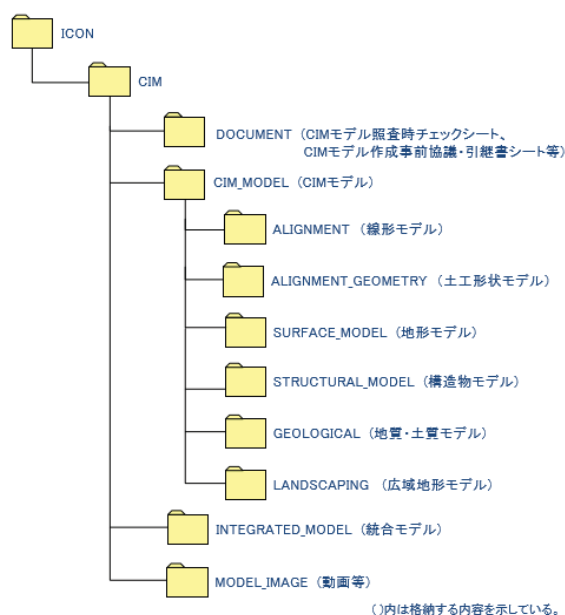 ICON
CIM
DOCUMENT（CIMモデル照査時チェックシート、
CIMモデル作成事前協議・引継書シート等）
CIM_MODEL（CIMモデル）
ALIGNMENT（線形モデル）
ALIGNMENT_GEOMETRY（土工形状モデル）
SURFACE_MODEL（地形モデル）
STRUCTURAL_MODEL（構造物モデル）
GEOLOGICAL（地質・土質モデル）
LANDSCAPING（広域地形モデル）
INTEGRATED_MODEL（統合モデル）
MODEL_IMAGE（動画等）
（ ）内は格納する内容を示している。